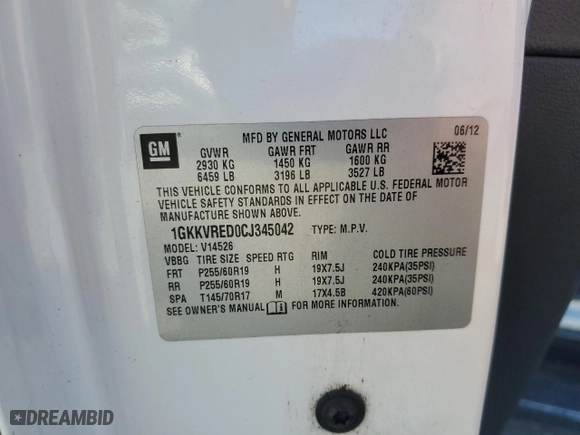 GM
MFD BY GENERAL MOTORS LLC 06/12
GVWR GAWR FRT GAWR RR
2930 KG 1450 KG 1600 KG
6459 LB 3196 LB 3527 LB
THIS VEHICLE CONFORMS TO ALL APPLICABLE U.S. FEDERAL MOTOR
VEHICLE SAFETY STANDARDS IN EFFECT ON THE DATE OF
MANUFACTURE SHOWN ABOVE.
1GKKVRED0CJ345042 TYPE: M.P.V.
MODEL: V14526
VBBG TIRE SIZE SPEED RTG RIM COLD TIRE PRESSURE
FRT P255/60R19 H 19X7.5J 240KPA(35PSI)
RR P255/60R19 H 19X7.5J 240KPA(35PSI)
SPA T145/70R17 M 17X4.5B 420KPA(60PSI)
SEE OWNER'S MANUAL FOR MORE INFORMATION.
DREAMBID